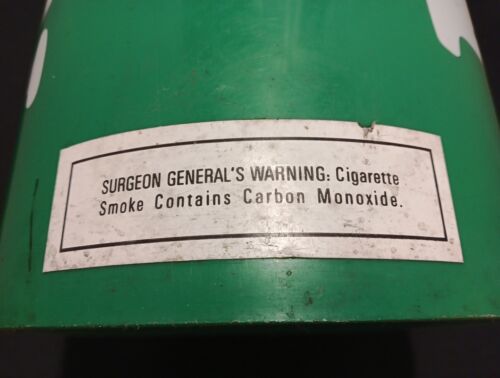 SURGEON GENERAL'S WARNING: Cigarette
Smoke Contains Carbon Monoxide.